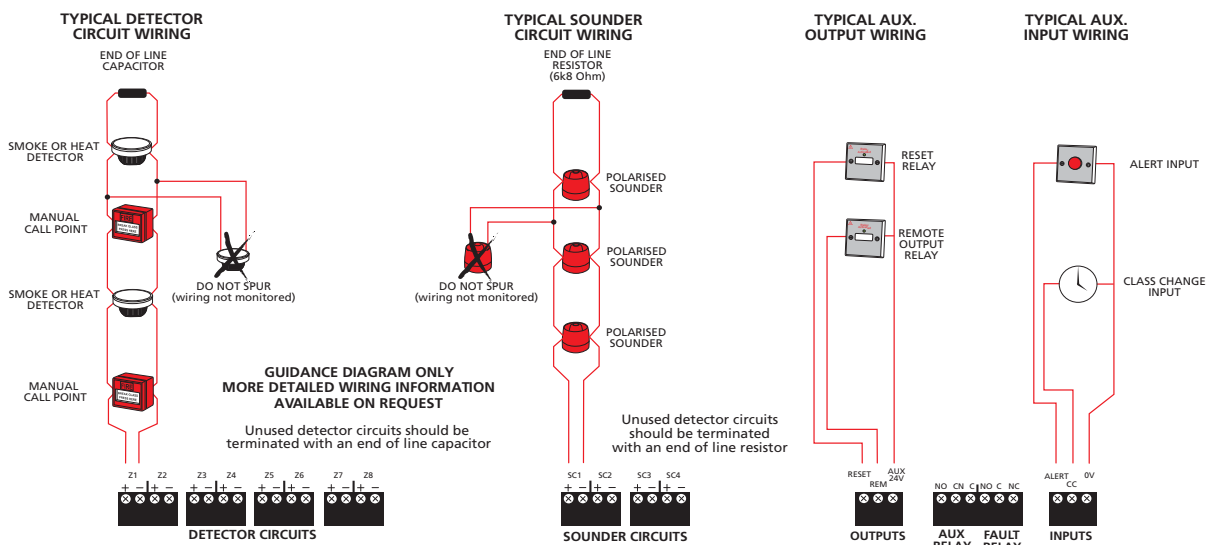 TYPICAL DETECTOR
CIRCUIT WIRING
END OF LINE
CAPACITOR
SMOKE OR HEAT
DETECTOR
MANUAL
CALL POINT
DO NOT SPUR
(wiring not monitored)
SMOKE OR HEAT
DETECTOR
MANUAL
CALL POINT
GUIDANCE DIAGRAM ONLY
MORE DETAILED WIRING INFORMATION
AVAILABLE ON REQUEST
Unused detector circuits should be
terminated with an end of line capacitor
Z1 Z2 Z3 Z4 Z5 Z6 Z7 Z8
+ − + − + − + − + − + − + − + −
DETECTOR CIRCUITS
TYPICAL SOUNDER
CIRCUIT WIRING
END OF LINE
RESISTOR
(6k8 Ohm)
POLARISED
SOUNDER
POLARISED
SOUNDER
DO NOT SPUR
(wiring not monitored)
POLARISED
SOUNDER
Unused detector circuits
should be terminated
with an end of line resistor
SC1 SC2 SC3 SC4
+ − + − + − + −
SOUNDER CIRCUITS
TYPICAL AUX.
OUTPUT WIRING
RESET
RELAY
REMOTE
OUTPUT
RELAY
RESET
REM
AUX
24V
OUTPUTS
NO CN C NO C NC
AUX
RELAY
FAULT
RELAY
TYPICAL AUX.
INPUT WIRING
ALERT INPUT
CLASS CHANGE
INPUT
ALERT
CC
0V
INPUTS